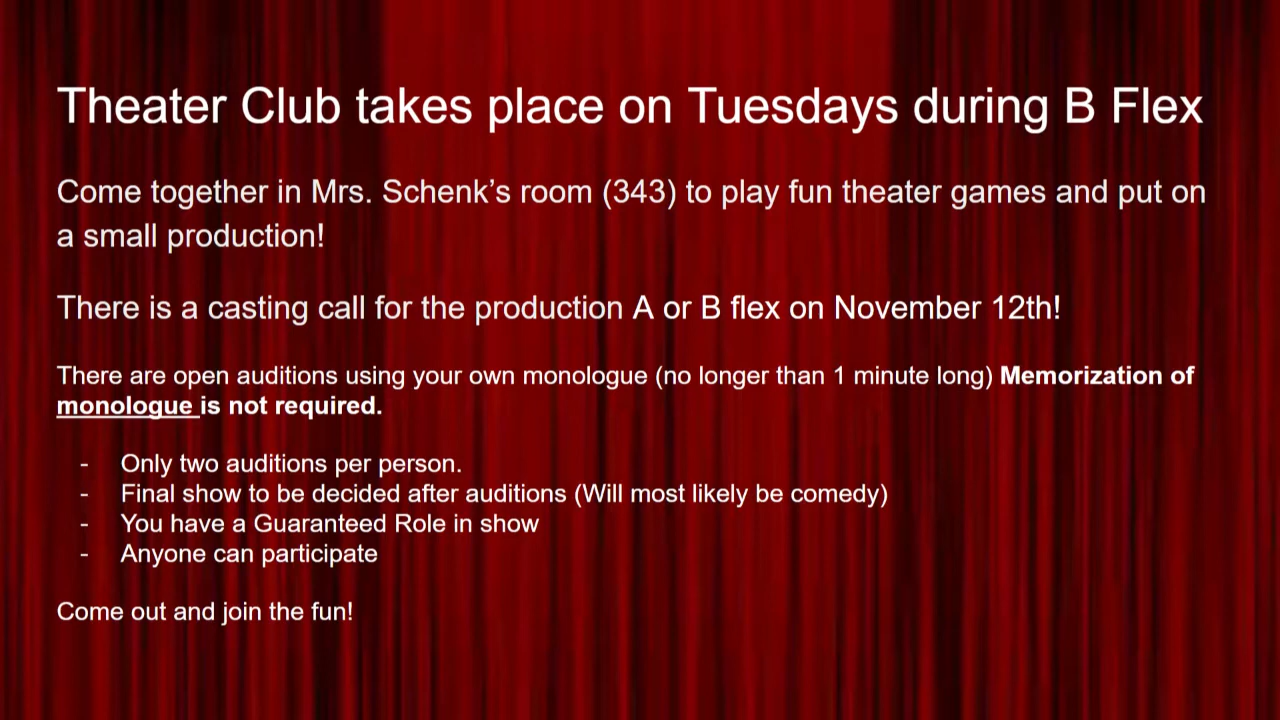 Theater Club takes place on Tuesdays during B Flex
Come together in Mrs. Schenk’s room (343) to play fun theater games and put on
a small production!
There is a casting call for the production A or B flex on November 12th!
There are open auditions using your own monologue (no longer than 1 minute long) Memorization of
monologue is not required.
- Only two auditions per person.
- Final show to be decided after auditions (Will most likely be comedy)
- You have a Guaranteed Role in show
- Anyone can participate
Come out and join the fun!